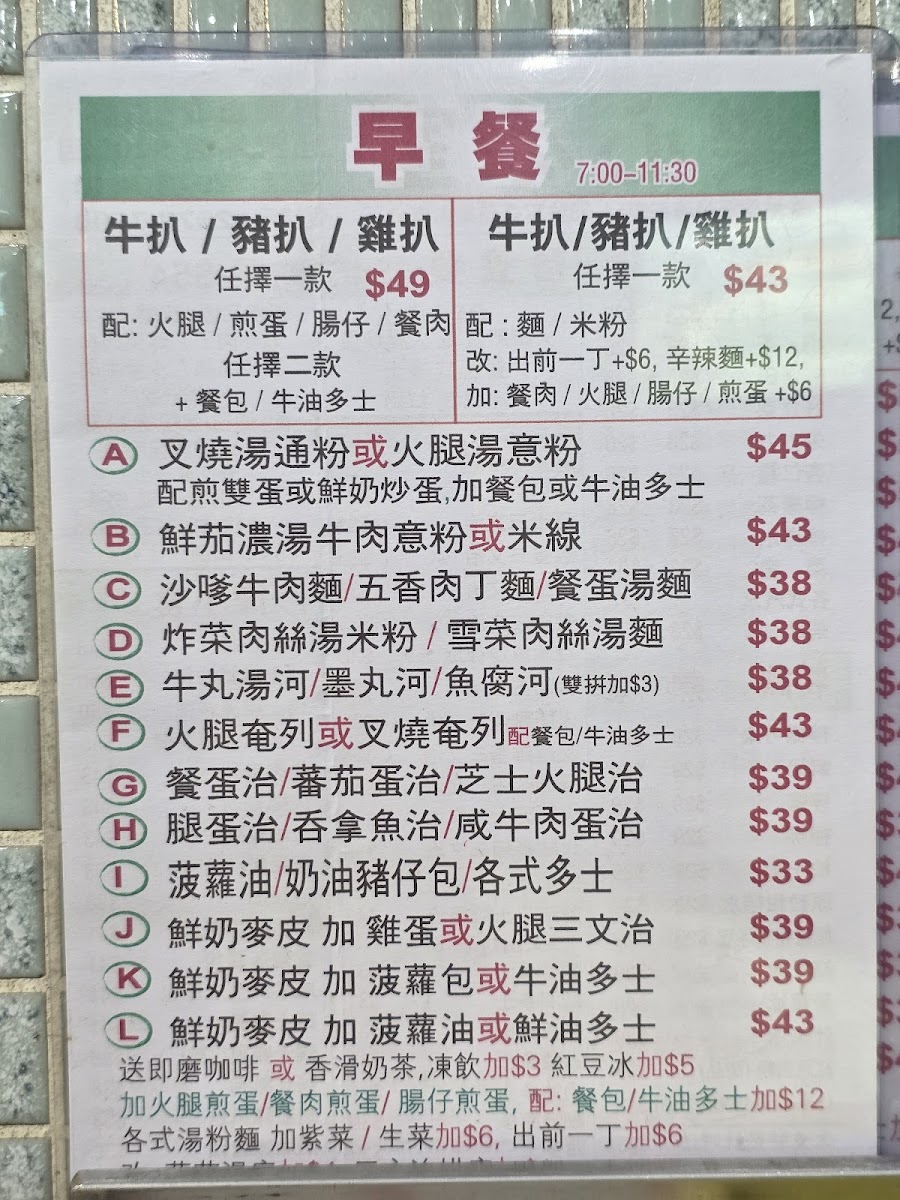 早餐 7:00-11:30
牛扒 / 豬扒 / 雞扒
任擇一款 $49
配: 火腿 / 煎蛋 / 腸仔 / 餐肉
任擇二款
+ 餐包 / 牛油多士
牛扒/豬扒/雞扒
任擇一款 $43
配 : 麵 / 米粉
改: 出前一丁+$6, 辛辣麵+$12,
加: 餐肉 / 火腿 / 腸仔 / 煎蛋 +$6
A 叉燒湯通粉或火腿湯意粉 $45
配煎雙蛋或鮮奶炒蛋,加餐包或牛油多士
B 鮮茄濃湯牛肉意粉或米線 $43
C 沙嗲牛肉麵/五香肉丁麵/餐蛋湯麵 $38
D 炸菜肉絲湯米粉 / 雪菜肉絲湯麵 $38
E 牛丸湯河/墨丸河/魚腐河(雙拼加$3) $38
F 火腿奄列或叉燒奄列配餐包/牛油多士 $43
G 餐蛋治/蕃茄蛋治/芝士火腿治 $39
H 腿蛋治/吞拿魚治/咸牛肉蛋治 $39
I 菠蘿油/奶油豬仔包/各式多士 $33
J 鮮奶麥皮 加 雞蛋或火腿三文治 $39
K 鮮奶麥皮 加 菠蘿包或牛油多士 $39
L 鮮奶麥皮 加 菠蘿油或鮮油多士 $43
送即磨咖啡 或 香滑奶茶,凍飲加$3 紅豆冰加$5
加火腿煎蛋/餐肉煎蛋/ 腸仔煎蛋, 配: 餐包/牛油多士加$12
各式湯粉麵 加紫菜 / 生菜加$6, 出前一丁加$6